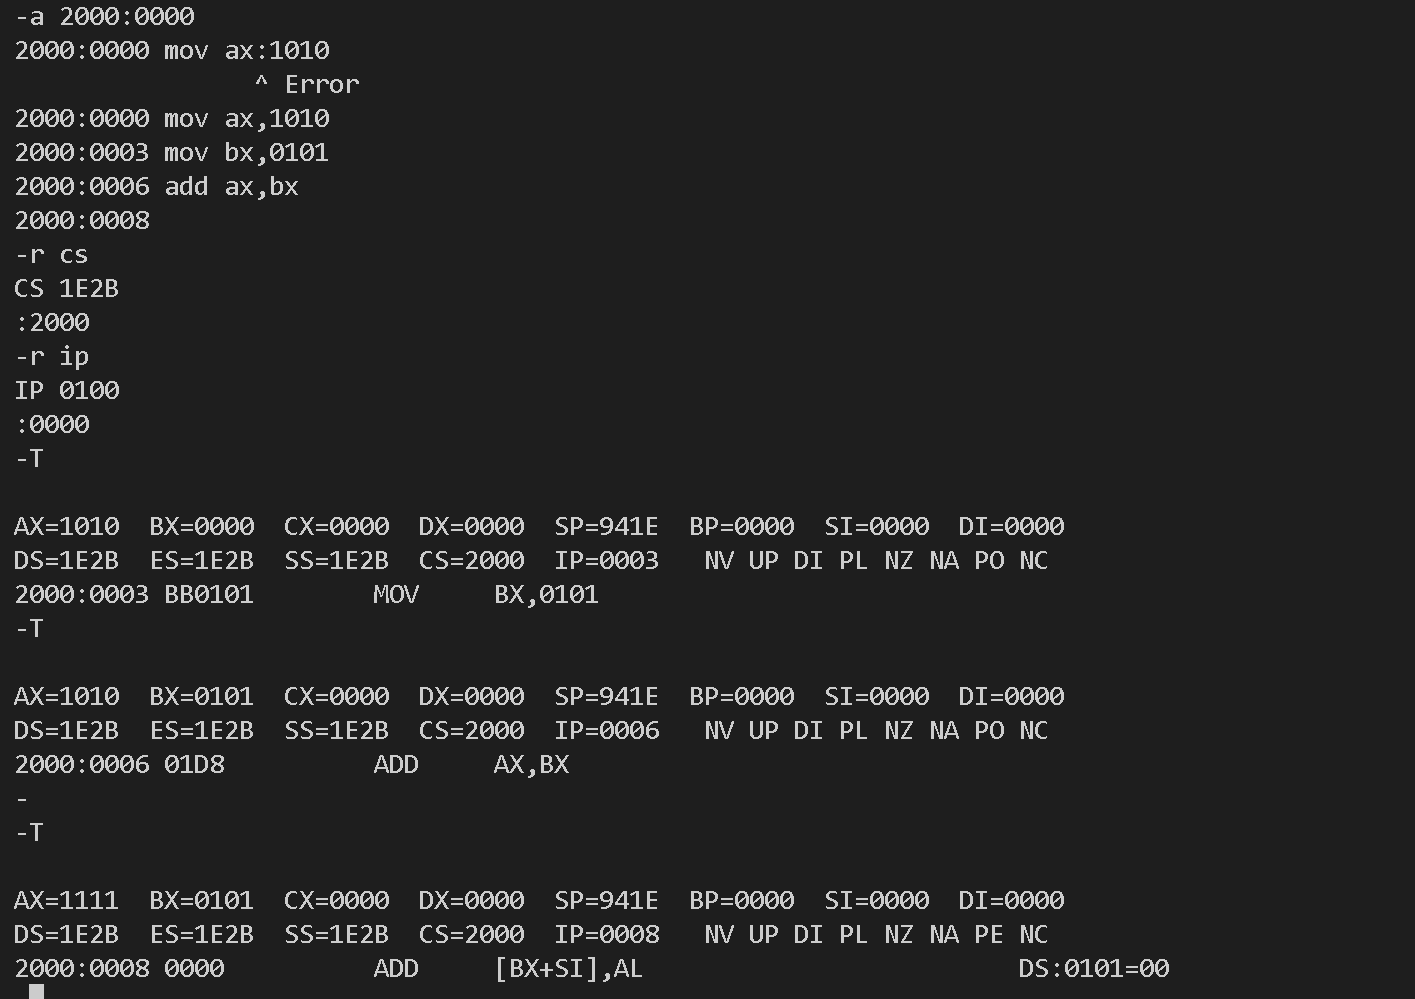 -a 2000:0000
2000:0000 mov ax:1010
                ^ Error
2000:0000 mov ax,1010
2000:0003 mov bx,0101
2000:0006 add ax,bx
2000:0008
-r cs
CS 1E2B
:2000
-r ip
IP 0100
:0000
-T

AX=1010  BX=0000  CX=0000  DX=0000  SP=941E  BP=0000  SI=0000  DI=0000
DS=1E2B  ES=1E2B  SS=1E2B  CS=2000  IP=0003   NV UP DI PL NZ NA PO NC
2000:0003 BB0101        MOV     BX,0101
-T

AX=1010  BX=0101  CX=0000  DX=0000  SP=941E  BP=0000  SI=0000  DI=0000
DS=1E2B  ES=1E2B  SS=1E2B  CS=2000  IP=0006   NV UP DI PL NZ NA PO NC
2000:0006 01D8          ADD     AX,BX
-
-T

AX=1111  BX=0101  CX=0000  DX=0000  SP=941E  BP=0000  SI=0000  DI=0000
DS=1E2B  ES=1E2B  SS=1E2B  CS=2000  IP=0008   NV UP DI PL NZ NA PE NC
2000:0008 0000          ADD     [BX+SI],AL                         DS:0101=00